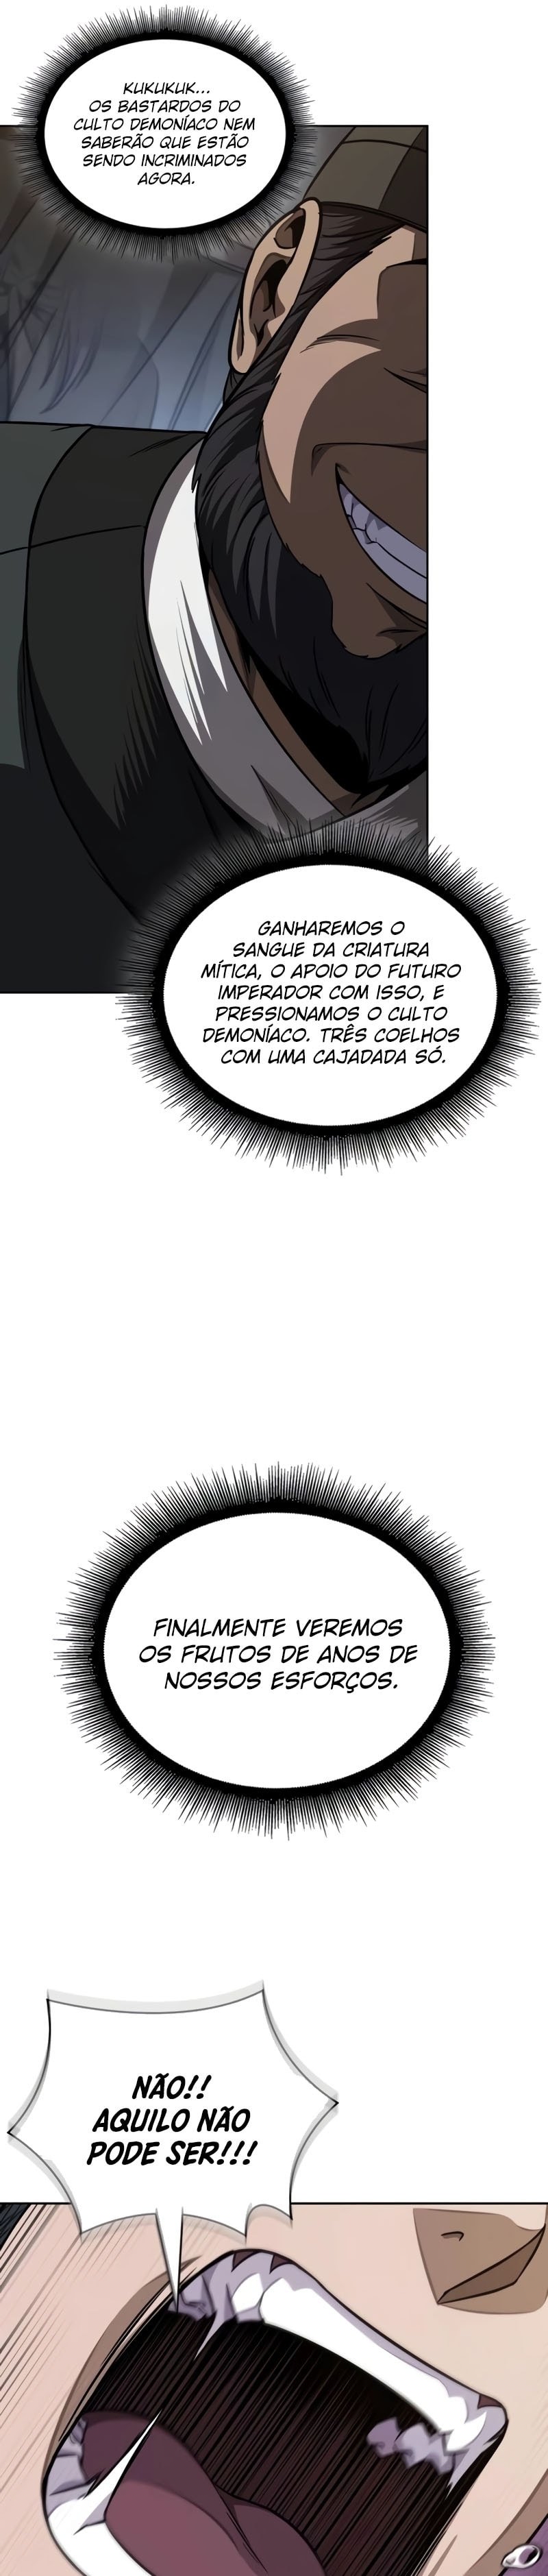 KUKUKUK...
OS BASTARDOS DO
CULTO DEMONÍACO NEM
SABERÃO QUE ESTÃO
SENDO INCRIMINADOS
AGORA.
GANHAREMOS O
SANGUE DA CRIATURA
MÍTICA, O APOIO DO FUTURO
IMPERADOR COM ISSO, E
PRESSIONAMOS O CULTO
DEMONÍACO. TRÊS COELHOS
COM UMA CAJADADA SÓ.
FINALMENTE VEREMOS
OS FRUTOS DE ANOS DE
NOSSOS ESFORÇOS.
NÃO!!
AQUILO NÃO
PODE SER!!!